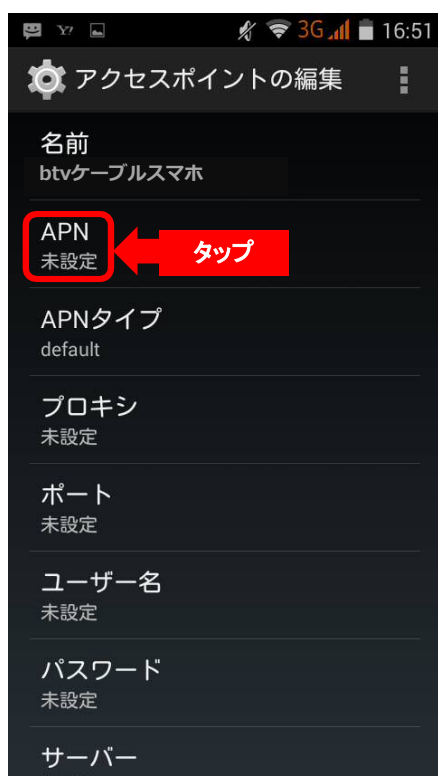 Y! 3G 16:51
アクセスポイントの編集
名前
btvケーブルスマホ
APN
未設定
タップ
APNタイプ
default
プロキシ
未設定
ポート
未設定
ユーザー名
未設定
パスワード
未設定
サーバー